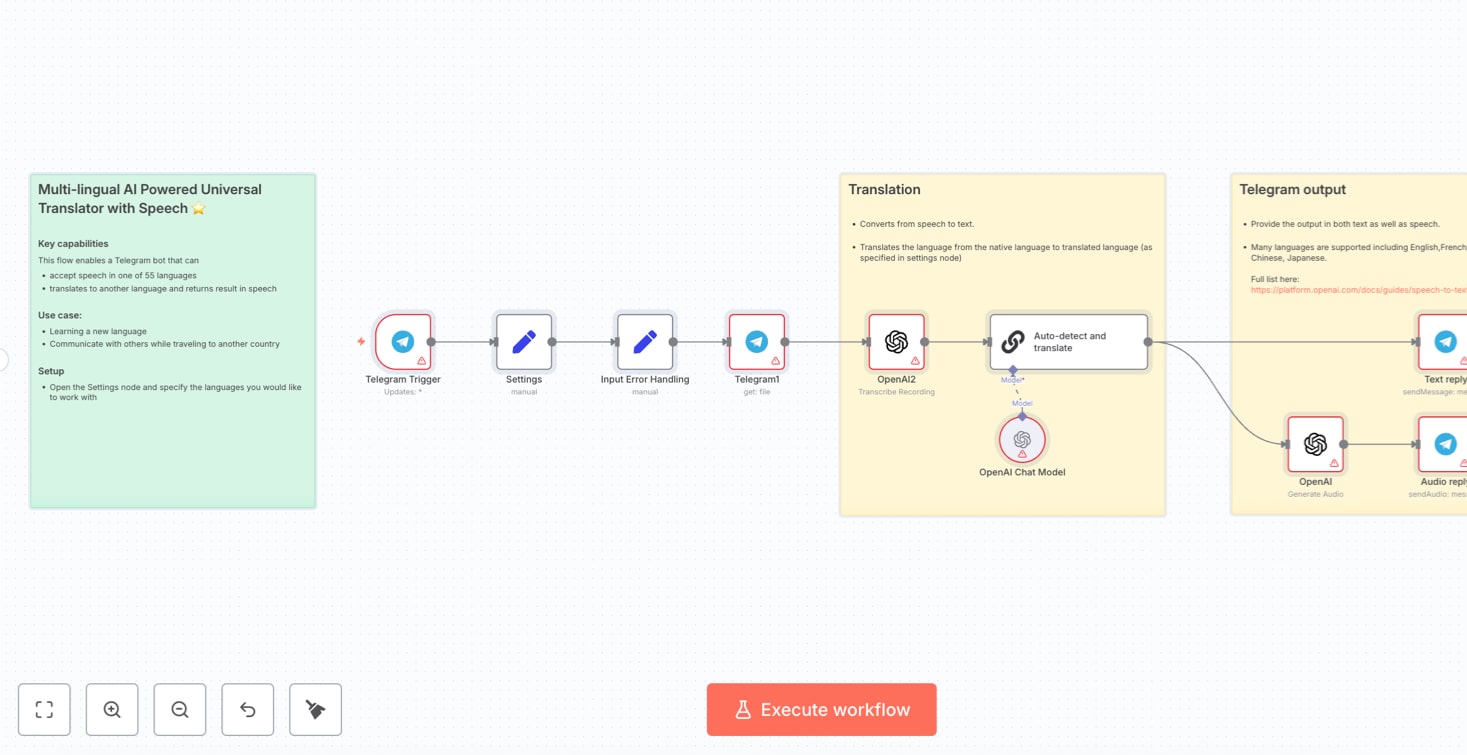 Multi-lingual AI Powered Universal
Translator with Speech ⭐
Key capabilities
This flow enables a Telegram bot that can
• accept speech in one of 55 languages
• translates to another language and returns result in speech
Use case:
• Learning a new language
• Communicate with others while traveling to another country
Setup
• Open the Settings node and specify the languages you would like
to work with
Telegram Trigger
Updates: *
Settings
manual
Input Error Handling
manual
Telegram1
get: file
Translation
• Converts from speech to text.
• Translates the language from the native language to translated language (as
specified in settings node)
OpenAI2
Transcribe Recording
Auto-detect and
translate
Model*
Model
OpenAI Chat Model
Telegram output
• Provide the output in both text as well as speech.
• Many languages are supported including English,French
Chinese, Japanese.
Full list here:
https://platform.openai.com/docs/guides/speech-to-tex
Text reply
sendMessage: me
OpenAI
Generate Audio
Audio repl
sendAudio: mes
Execute workflow